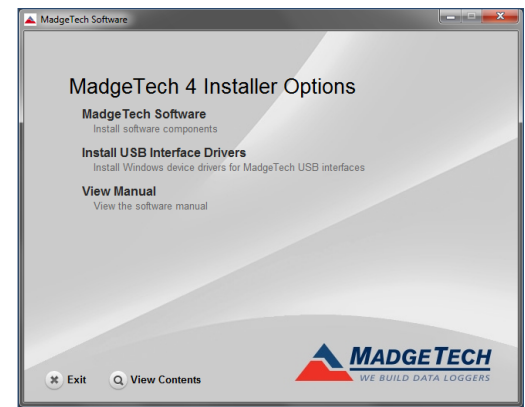 MadgeTech Software
MadgeTech 4 Installer Options
MadgeTech Software
Install software components
Install USB Interface Drivers
Install Windows device drivers for MadgeTech USB interfaces
View Manual
View the software manual
Exit
View Contents
MADGETECH
WE BUILD DATA LOGGERS